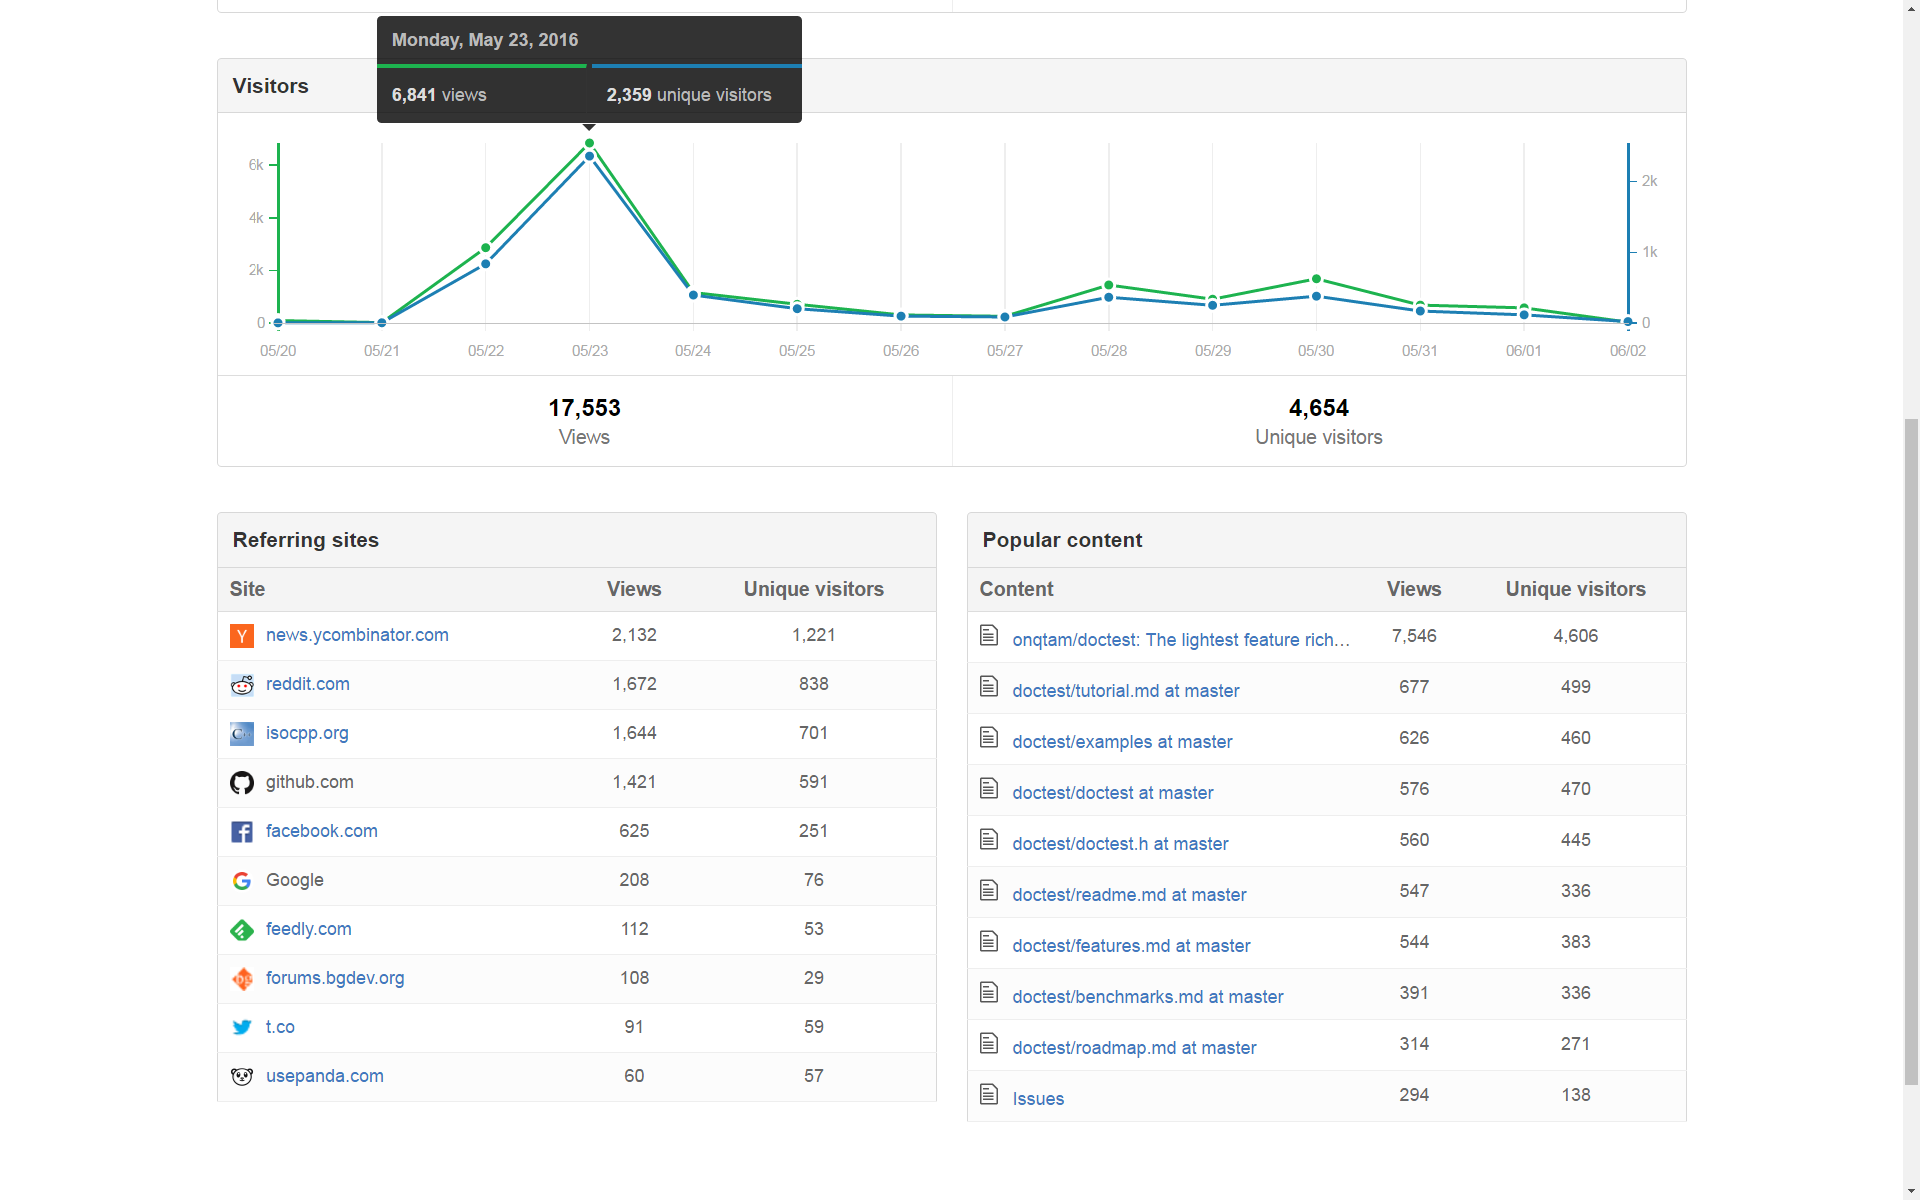 Monday, May 23, 2016
6,841 views 2,359 unique visitors
Visitors
6k
4k
2k
0
2k
1k
0
05/20 05/21 05/22 05/23 05/24 05/25 05/26 05/27 05/28 05/29 05/30 05/31 06/01 06/02
17,553
Views
4,654
Unique visitors
Referring sites
Site Views Unique visitors
news.ycombinator.com 2,132 1,221
reddit.com 1,672 838
isocpp.org 1,644 701
github.com 1,421 591
facebook.com 625 251
Google 208 76
feedly.com 112 53
forums.bgdev.org 108 29
t.co 91 59
usepanda.com 60 57
Popular content
Content Views Unique visitors
onqtam/doctest: The lightest feature rich… 7,546 4,606
doctest/tutorial.md at master 677 499
doctest/examples at master 626 460
doctest/doctest at master 576 470
doctest/doctest.h at master 560 445
doctest/readme.md at master 547 336
doctest/features.md at master 544 383
doctest/benchmarks.md at master 391 336
doctest/roadmap.md at master 314 271
Issues 294 138